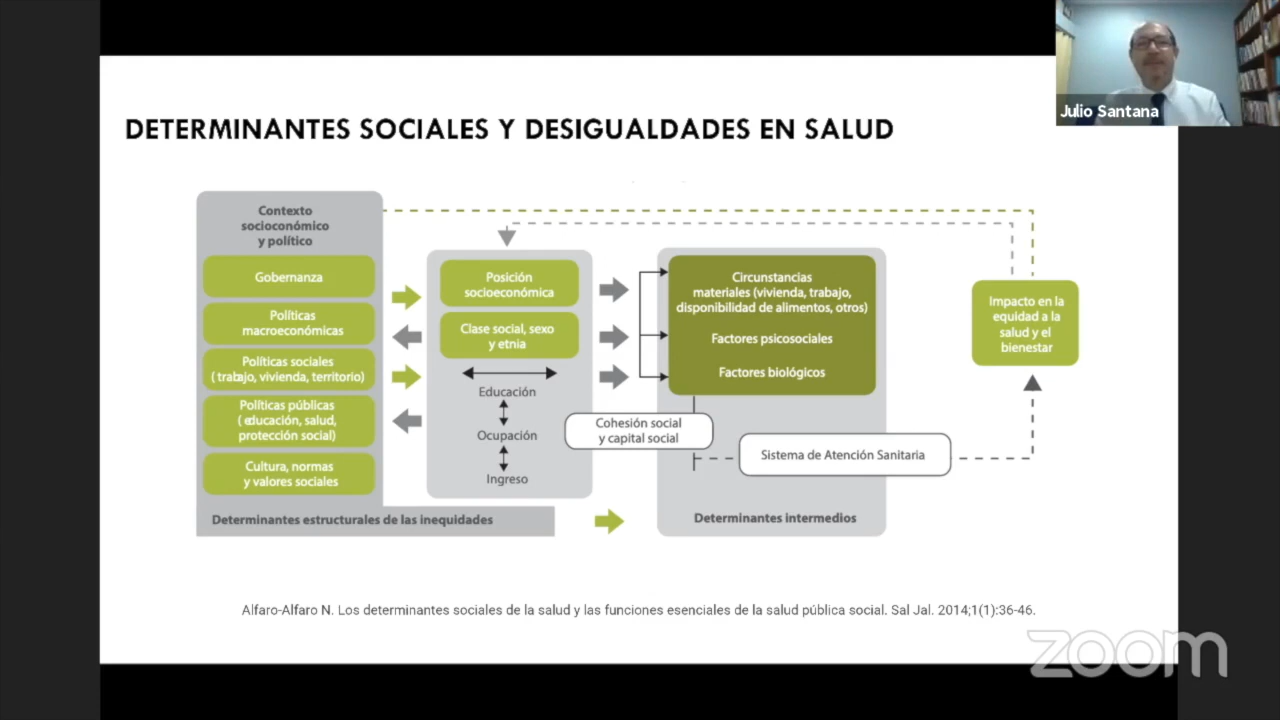 Julio Santana
DETERMINANTES SOCIALES Y DESIGUALDADES EN SALUD
Contexto
socioeconómico
y político
Gobernanza
Políticas
macroeconómicas
Políticas sociales
( trabajo, vivienda, territorio)
Políticas públicas
( educación, salud,
protección social)
Cultura, normas
y valores sociales
Determinantes estructurales de las inequidades
Posición
socioeconómica
Clase social, sexo
y etnia
Educación
Ocupación
Ingreso
Cohesión social
y capital social
Circunstancias
materiales (vivienda, trabajo,
disponibilidad de alimentos, otros)
Factores psicosociales
Factores biológicos
Sistema de Atención Sanitaria
Determinantes intermedios
Impacto en la
equidad a la
salud y el
bienestar
Alfaro-Alfaro N. Los determinantes sociales de la salud y las funciones esenciales de la salud pública social. Sal Jal. 2014;1(1):36-46.
zoom